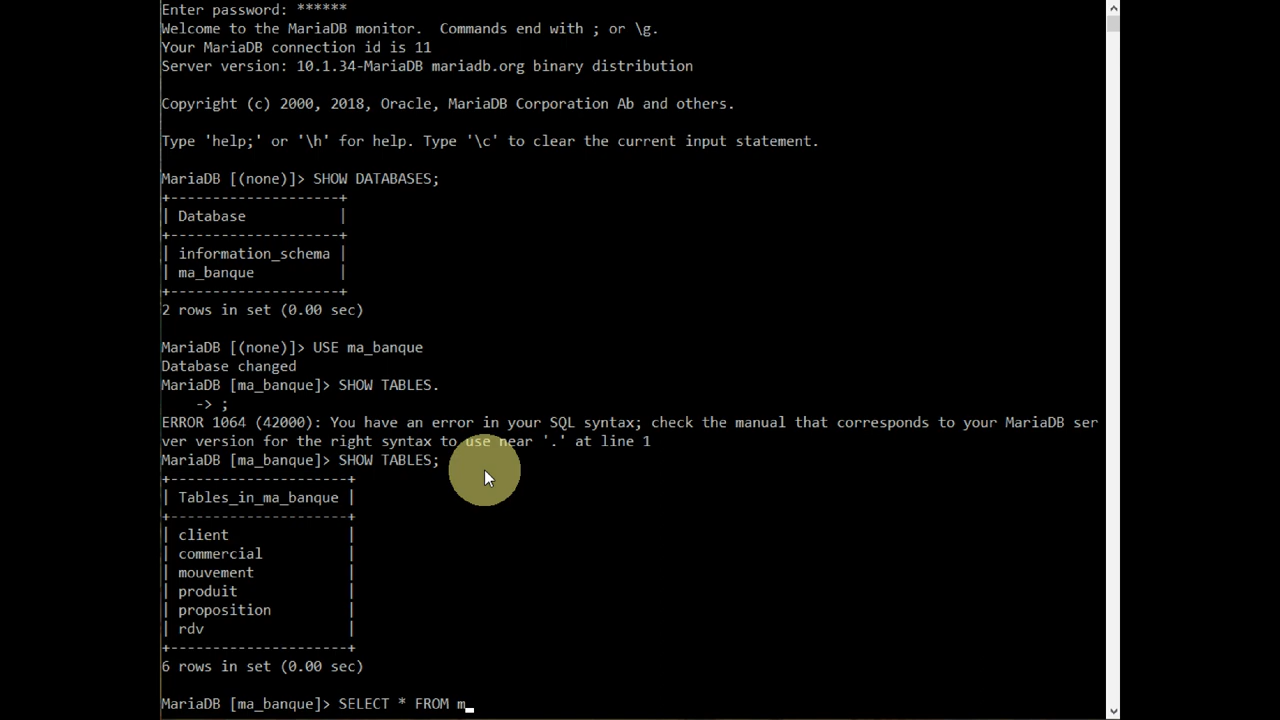 Enter password: ******
Welcome to the MariaDB monitor.  Commands end with ; or \g.
Your MariaDB connection id is 11
Server version: 10.1.34-MariaDB mariadb.org binary distribution
Copyright (c) 2000, 2018, Oracle, MariaDB Corporation Ab and others.
Type 'help;' or '\h' for help. Type '\c' to clear the current input statement.
MariaDB [(none)]> SHOW DATABASES;
+--------------------+
| Database           |
+--------------------+
| information_schema |
| ma_banque          |
+--------------------+
2 rows in set (0.00 sec)
MariaDB [(none)]> USE ma_banque
Database changed
MariaDB [ma_banque]> SHOW TABLES.
    -> ;
ERROR 1064 (42000): You have an error in your SQL syntax; check the manual that corresponds to your MariaDB ser
ver version for the right syntax to use near '.' at line 1
MariaDB [ma_banque]> SHOW TABLES;
+---------------------+
| Tables_in_ma_banque |
+---------------------+
| client              |
| commercial          |
| mouvement           |
| produit             |
| proposition         |
| rdv                 |
+---------------------+
6 rows in set (0.00 sec)
MariaDB [ma_banque]> SELECT * FROM m_